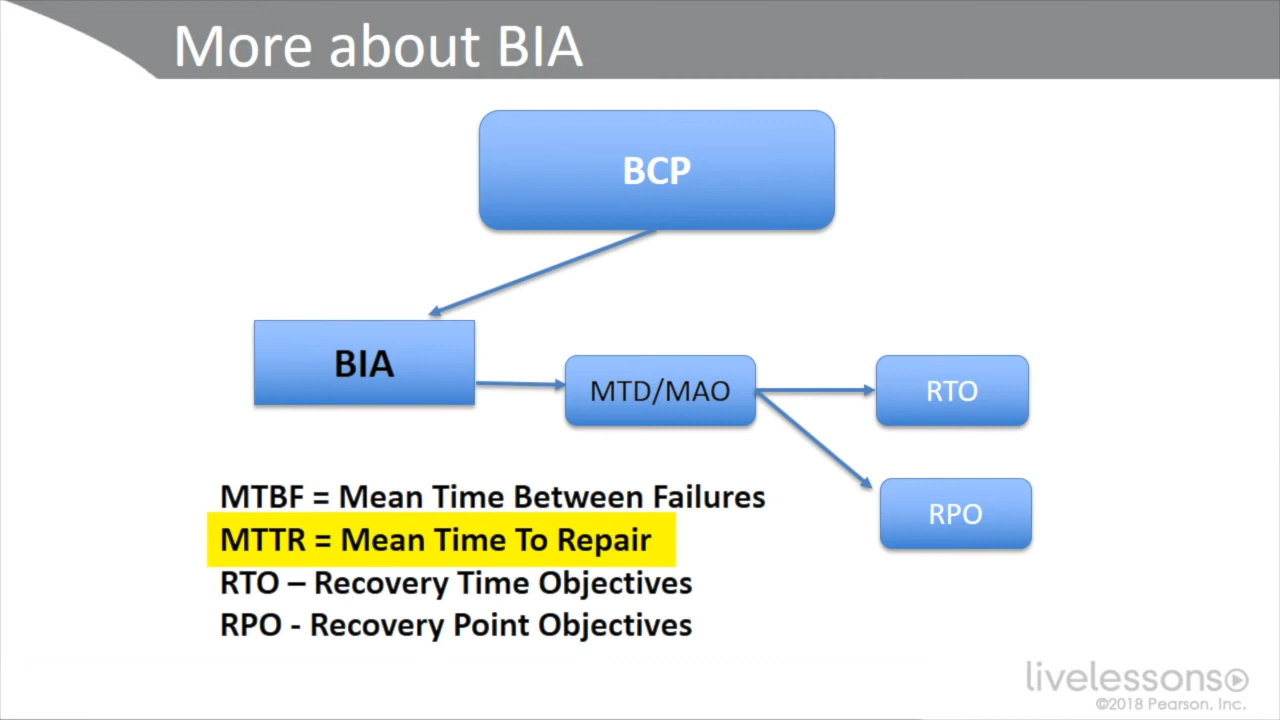 More about BIA
BCP
BIA
MTD/MAO
RTO
RPO
MTBF = Mean Time Between Failures
MTTR = Mean Time To Repair
RTO – Recovery Time Objectives
RPO - Recovery Point Objectives
livelessons
©2018 Pearson, Inc.